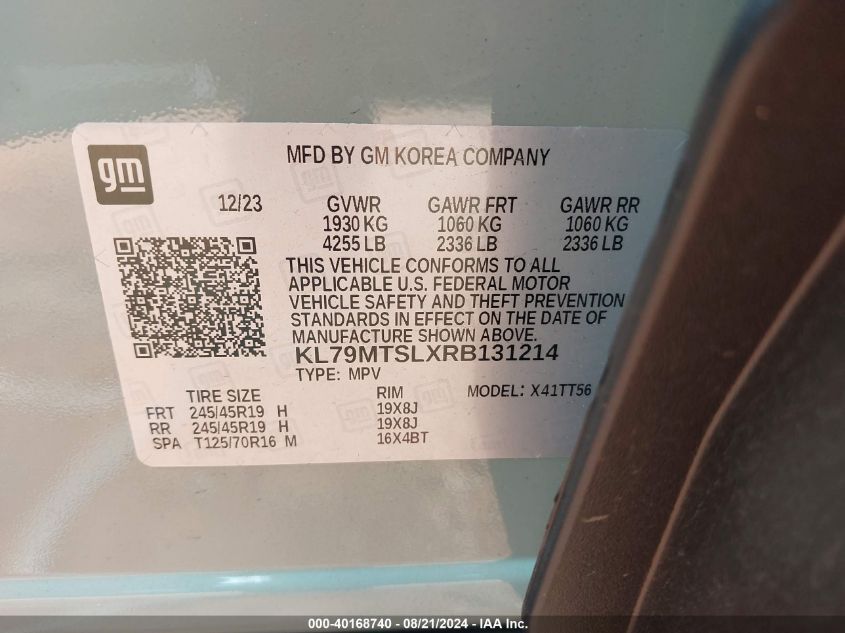 gm
MFD BY GM KOREA COMPANY
12/23 GVWR GAWR FRT GAWR RR
1930 KG 1060 KG 1060 KG
4255 LB 2336 LB 2336 LB
THIS VEHICLE CONFORMS TO ALL
APPLICABLE U.S. FEDERAL MOTOR
VEHICLE SAFETY AND THEFT PREVENTION
STANDARDS IN EFFECT ON THE DATE OF
MANUFACTURE SHOWN ABOVE.
KL79MTSLXRB131214
TYPE: MPV
TIRE SIZE RIM MODEL: X41TT56
FRT 245/45R19 H 19X8J
RR 245/45R19 H 19X8J
SPA T125/70R16 M 16X4BT
000-40168740 - 08/21/2024 - IAA Inc.